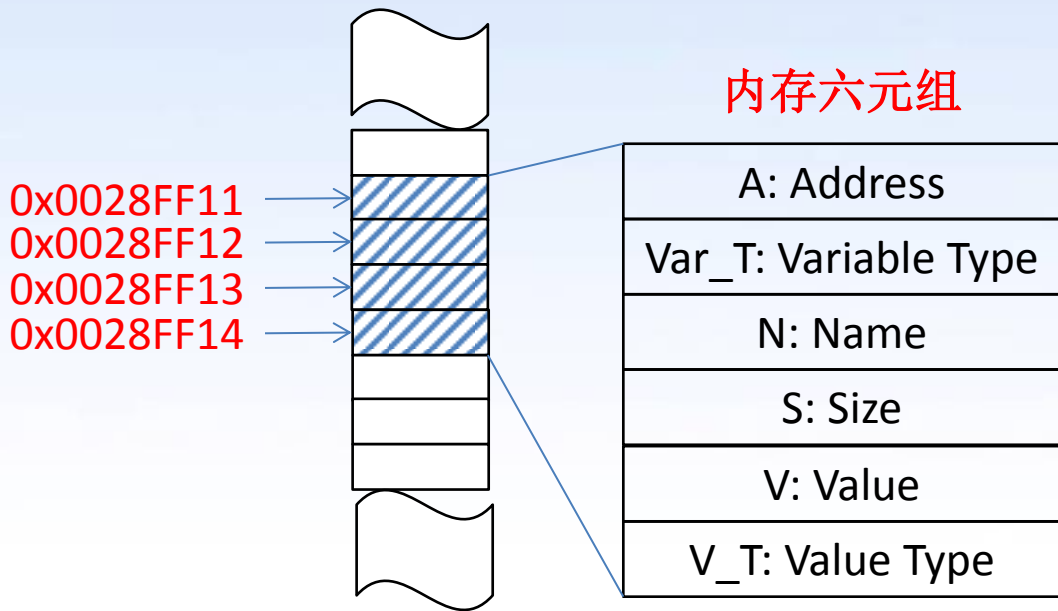 内存六元组
0x0028FF11
0x0028FF12
0x0028FF13
0x0028FF14
A: Address
Var_T: Variable Type
N: Name
S: Size
V: Value
V_T: Value Type